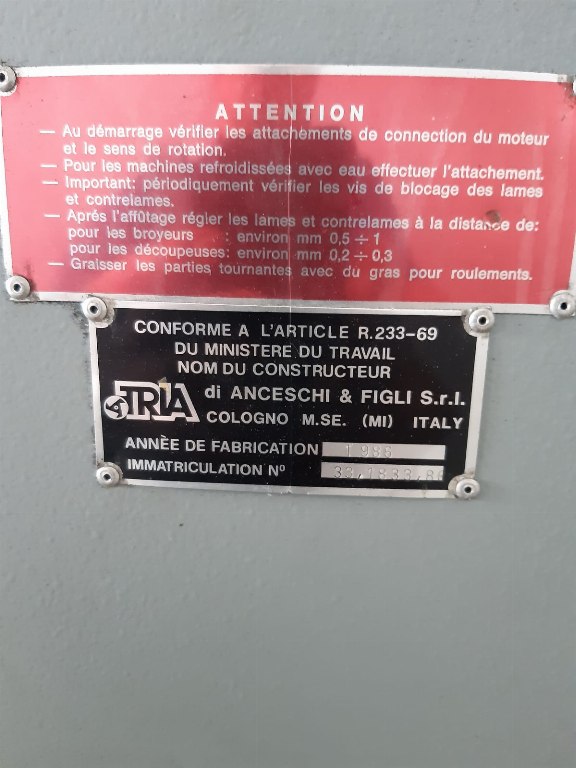 ATTENTION
— Au démarrage vérifier les attachements de connection du moteur
et le sens de rotation.
— Pour les machines refroidissées avec eau effectuer l'attachement.
— Important: périodiquement vérifier les vis de blocage des lames
et contrelames.
— Aprés l'affûtage régler les lámes et contrelames à la distance de:
pour les broyeurs : environ mm 0,5 ÷ 1
pour les découpeuses: environ mm 0,2 ÷ 0,3
— Graisser les parties tournantes avec du gras pour roulements.
CONFORME A L'ARTICLE R.233-69
DU MINISTERE DU TRAVAIL
NOM DU CONSTRUCTEUR
TRIA di ANCESCHI & FIGLI S.r.l.
COLOGNO M.SE. (MI) ITALY
ANNÈE DE FABRICATION
IMMATRICULATION Nº